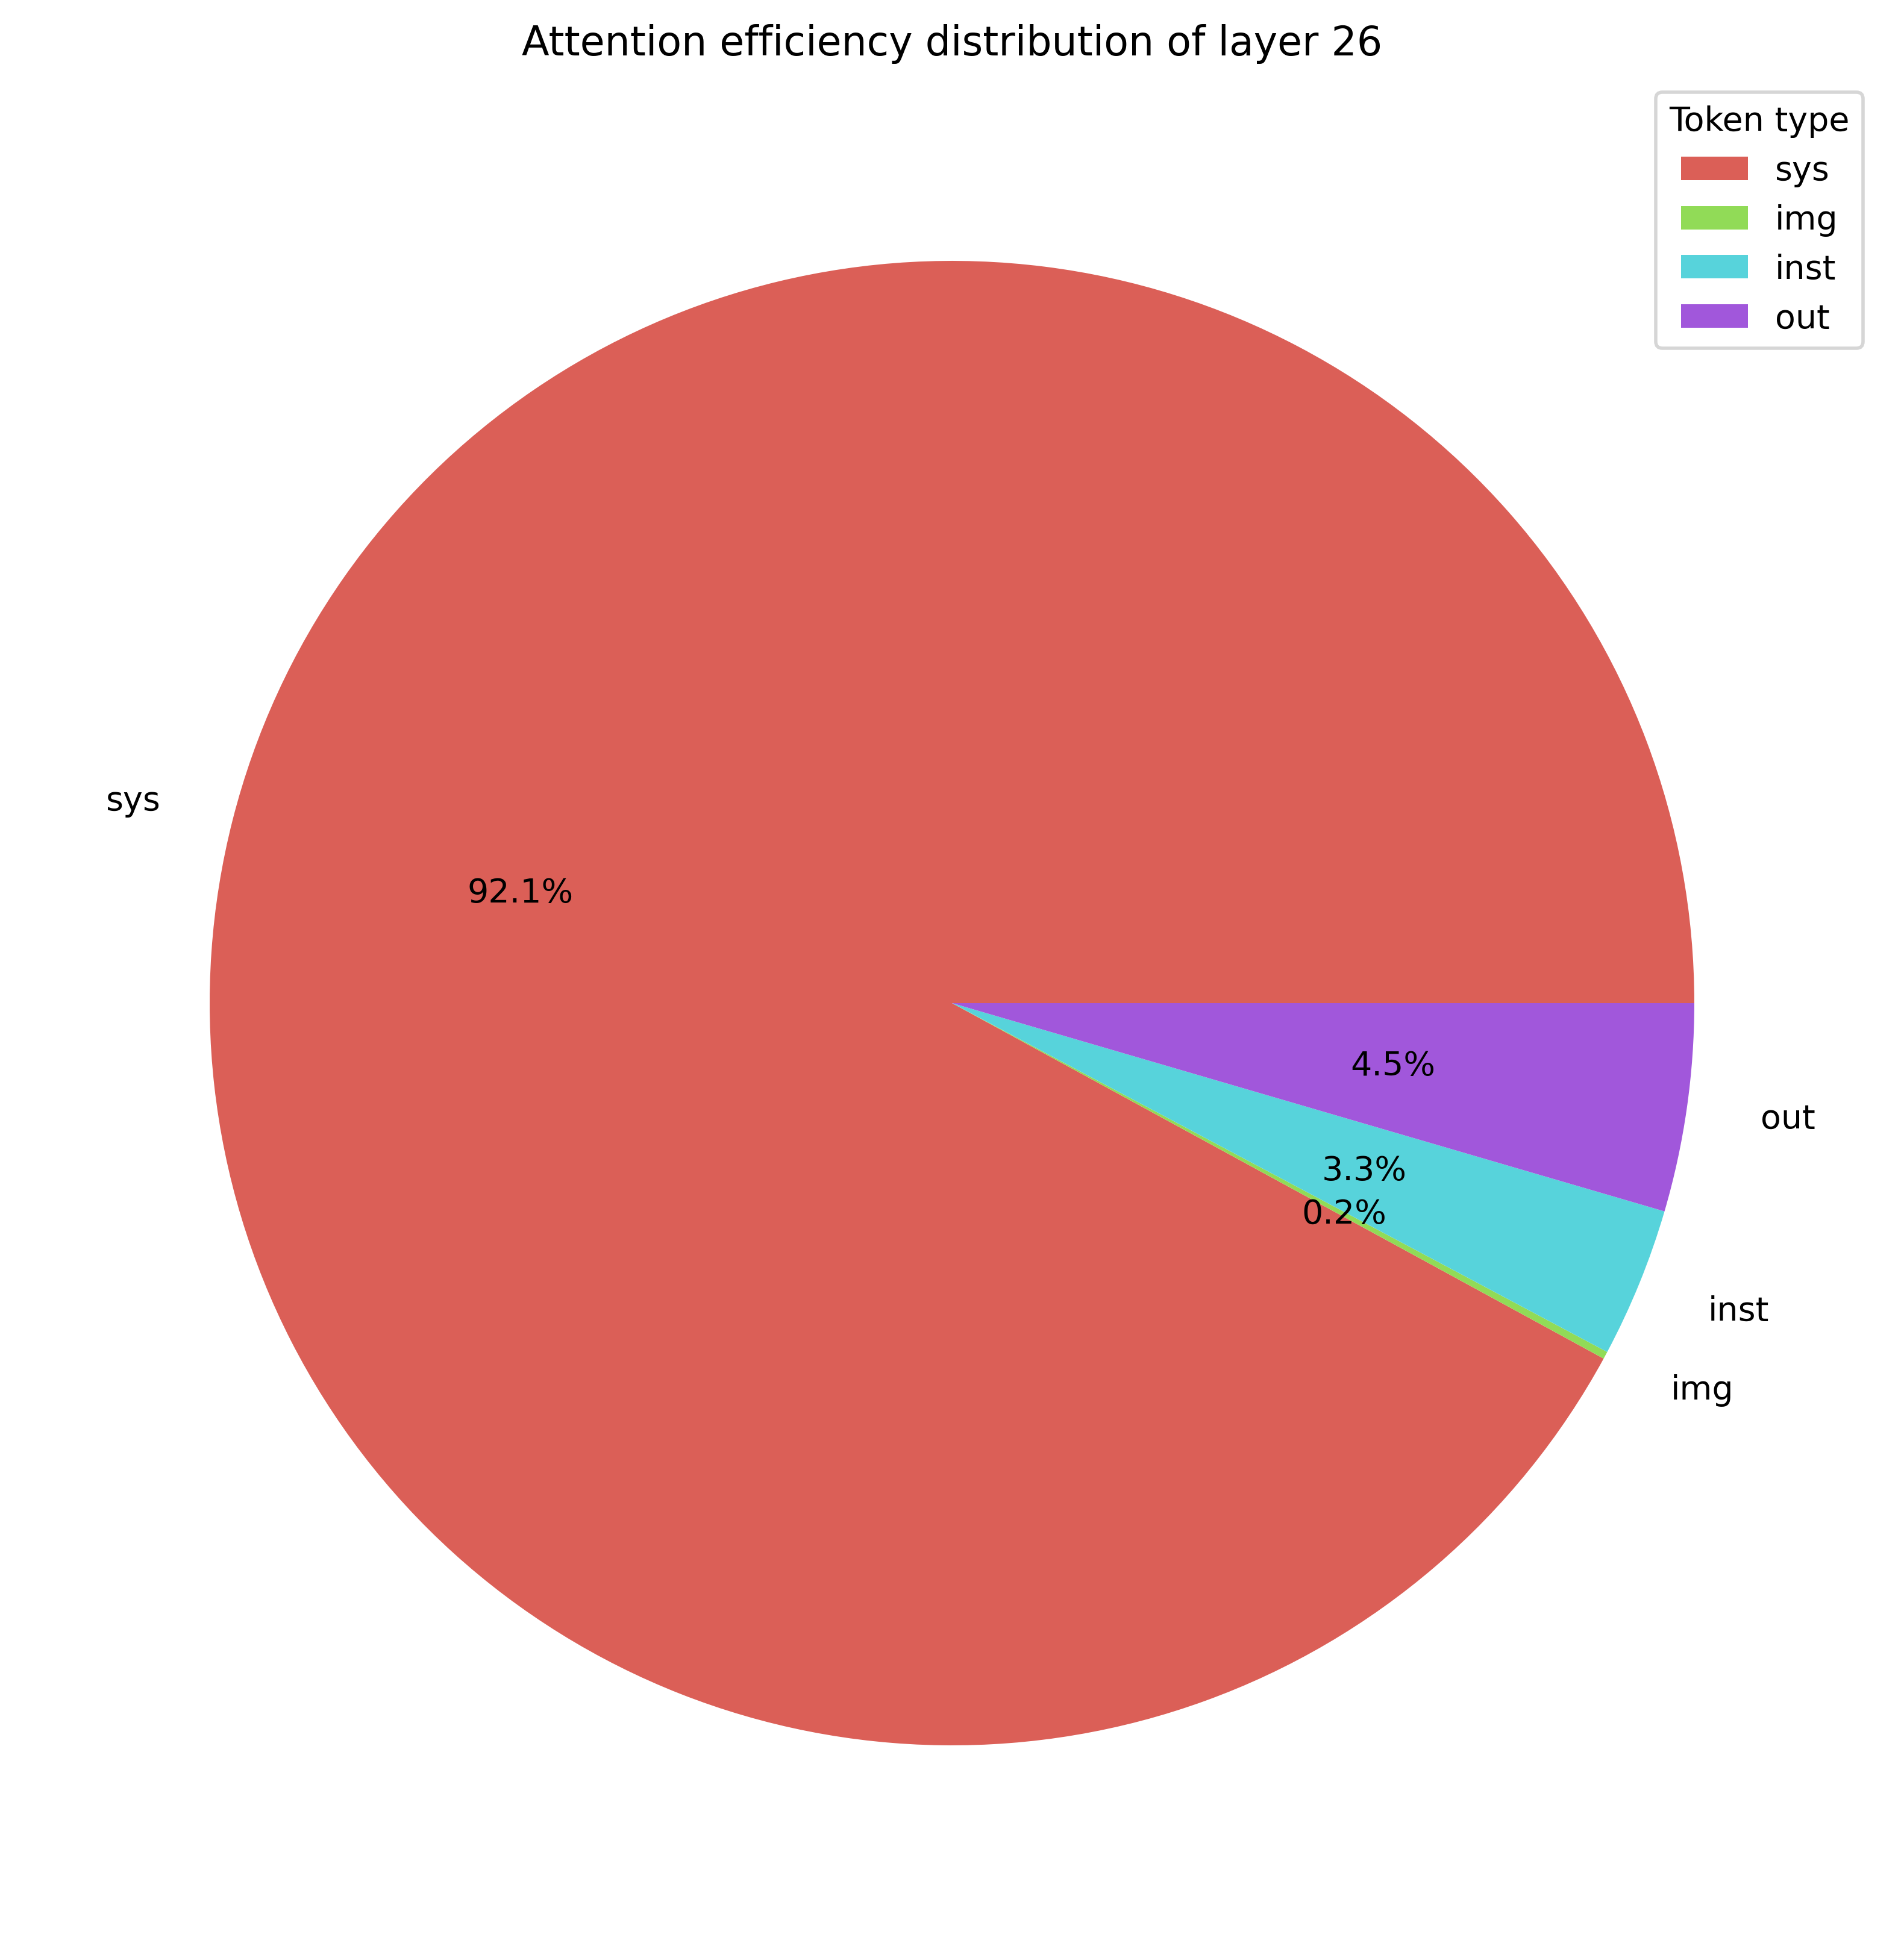 Attention efficiency distribution of layer 26
Token type
sys
img
inst
out
sys
92.1%
4.5%
out
3.3%
0.2%
inst
img